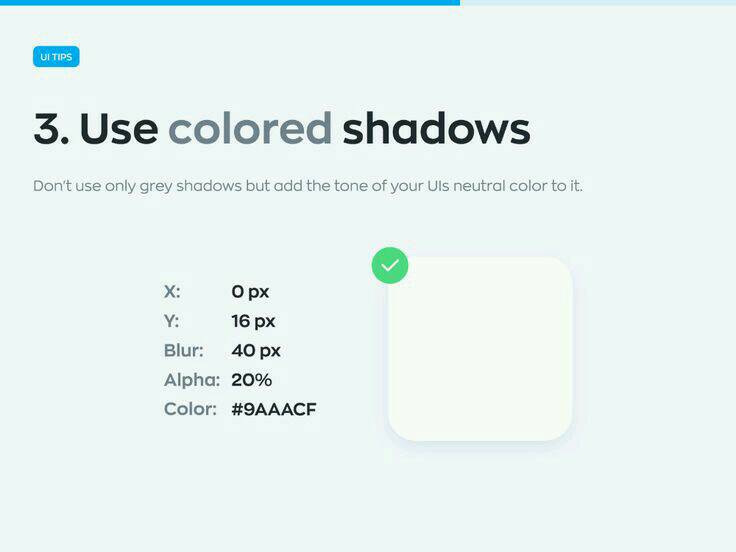 UI TIPS
3. Use colored shadows
Don't use only grey shadows but add the tone of your UIs neutral color to it.
X: 0 px
Y: 16 px
Blur: 40 px
Alpha: 20%
Color: #9AAACF